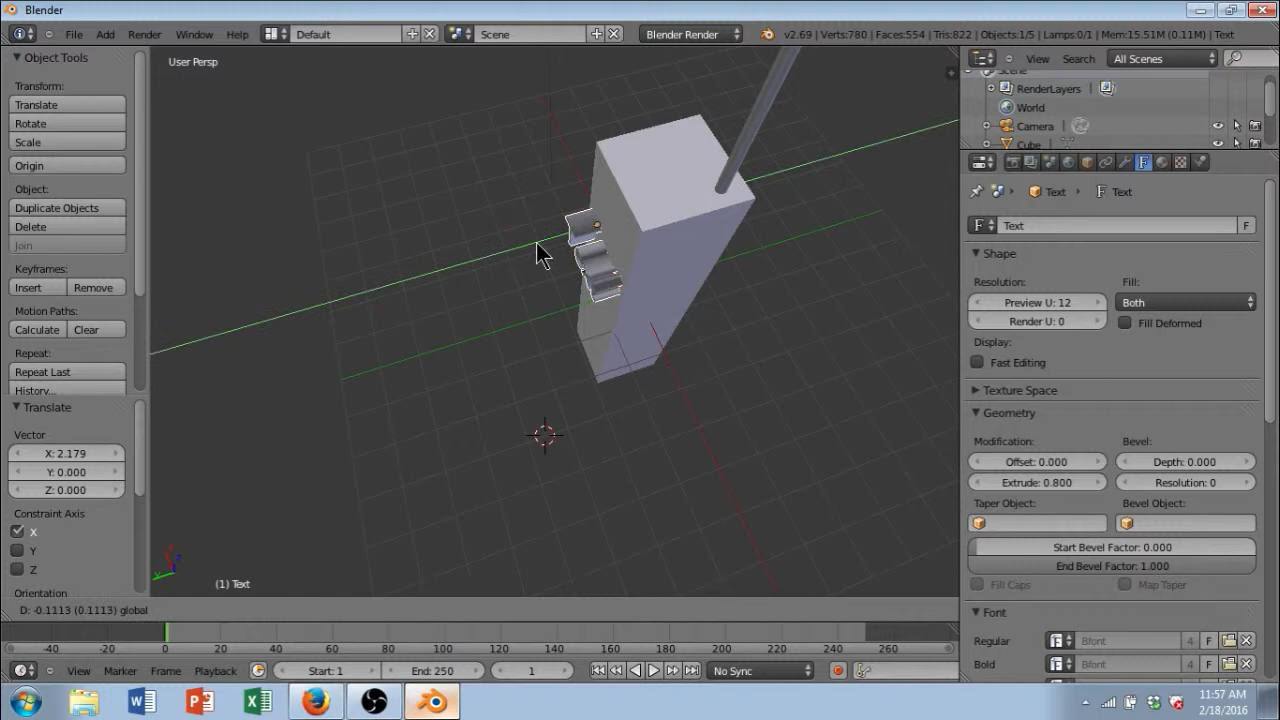 Blender
File Add Render Window Help Default Scene Blender Render v2.69 | Verts:780 | Faces:554 | Tris:822 | Objects:1/5 | Lamps:0/1 | Mem:15.51M (0.11M) | Text
Object Tools
Transform:
Translate
Rotate
Scale
Origin
Object:
Duplicate Objects
Delete
Join
Keyframes:
Insert Remove
Motion Paths:
Calculate Clear
Repeat:
Repeat Last
History...
Translate
Vector
X: 2.179
Y: 0.000
Z: 0.000
Constraint Axis
X
Y
Z
Orientation
User Persp
(1) Text
D: -0.1113 (0.1113) global
View Search All Scenes
Scene
RenderLayers
World
Camera
Cube
Text F Text
F Text F
Shape
Resolution: Fill:
Preview U: 12 Both
Render U: 0 Fill Deformed
Display:
Fast Editing
Texture Space
Geometry
Modification: Bevel:
Offset: 0.000 Depth: 0.000
Extrude: 0.800 Resolution: 0
Taper Object: Bevel Object:
Start Bevel Factor: 0.000
End Bevel Factor: 1.000
Fill Caps Map Taper
Font
Regular F Bfont 4 F
Bold F Bfont 4 F
-40 -20 0 20 40 60 80 100 120 140 160 180 200 220 240 260
View Marker Frame Playback Start: 1 End: 250 1 No Sync
11:57 AM
2/18/2016